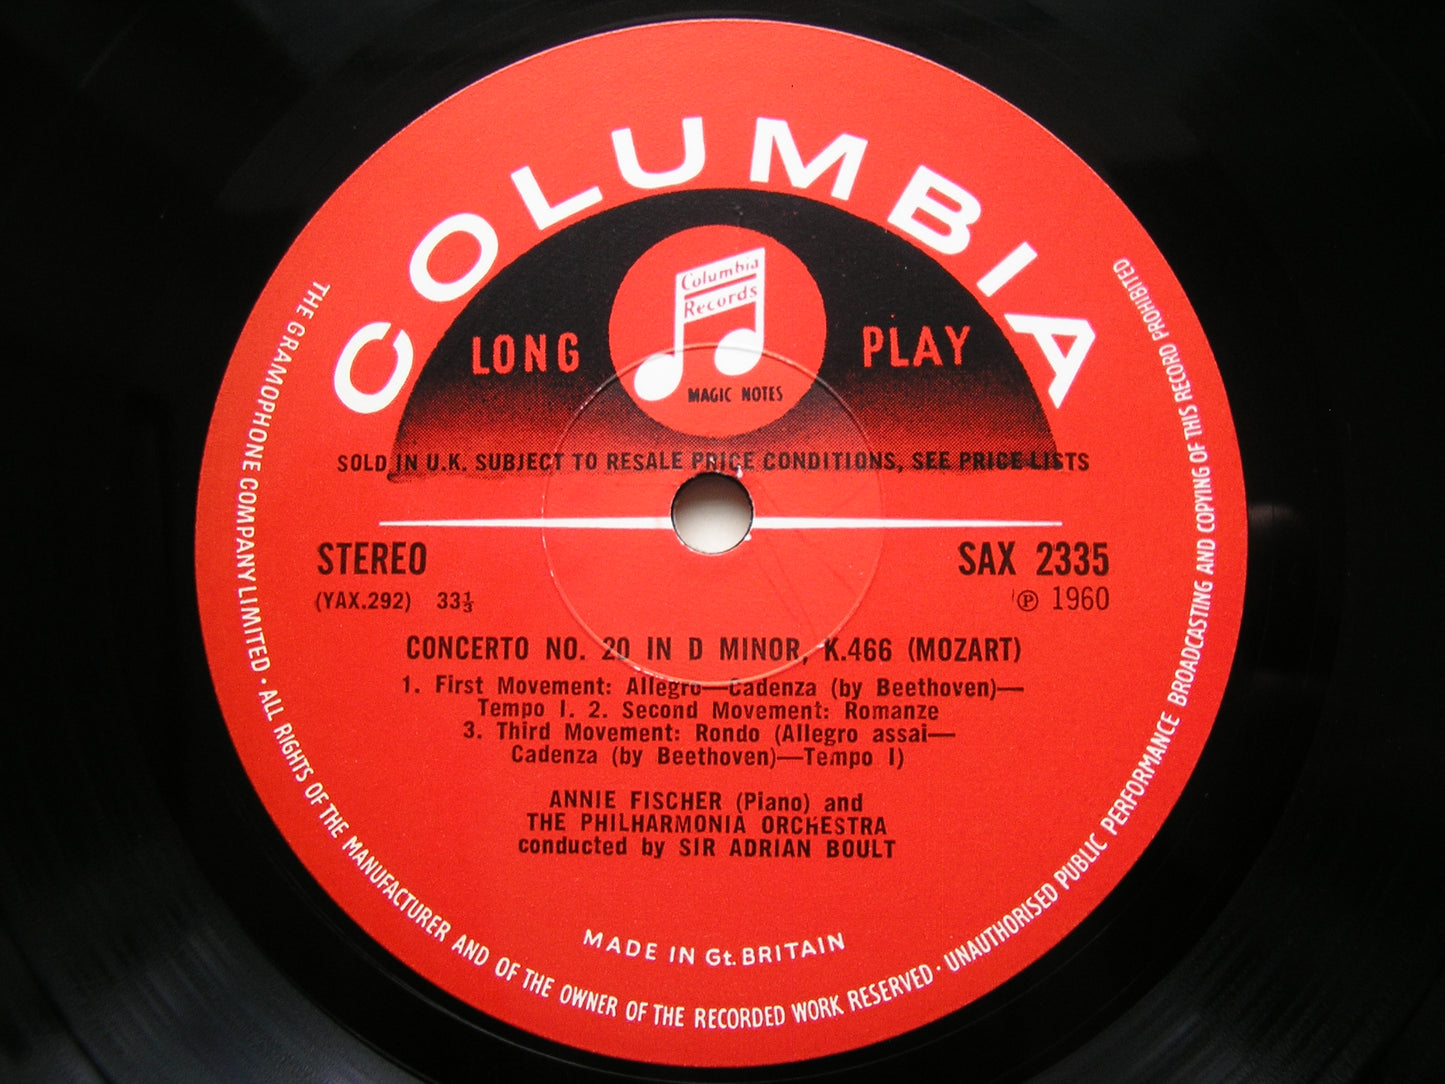 COLUMBIA
Columbia
Records
LONG PLAY
MAGIC NOTES
SOLD IN U.K. SUBJECT TO RESALE PRICE CONDITIONS, SEE PRICE LISTS
STEREO SAX 2335
(YAX.292) 33⅓ ℗ 1960
CONCERTO NO. 20 IN D MINOR, K.466 (MOZART)
1. First Movement: Allegro—Cadenza (by Beethoven)—
Tempo I. 2. Second Movement: Romanze
3. Third Movement: Rondo (Allegro assai—
Cadenza (by Beethoven)—Tempo I)
ANNIE FISCHER (Piano) and
THE PHILHARMONIA ORCHESTRA
conducted by SIR ADRIAN BOULT
MADE IN Gt. BRITAIN
THE GRAMOPHONE COMPANY LIMITED · ALL RIGHTS OF THE MANUFACTURER AND OF THE OWNER OF THE RECORDED WORK RESERVED · UNAUTHORISED PUBLIC PERFORMANCE BROADCASTING AND COPYING OF THIS RECORD PROHIBITED